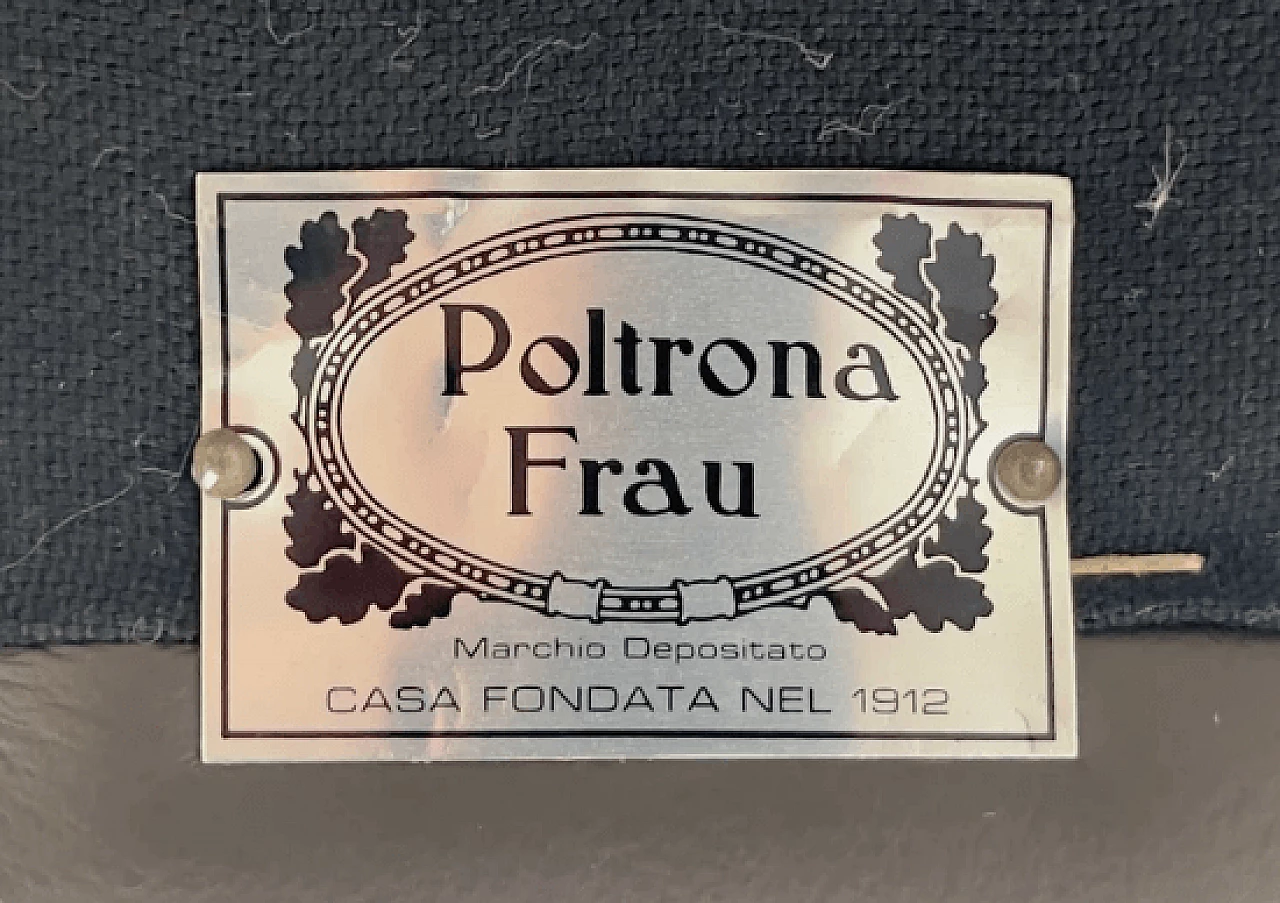 Poltrona
Frau
Marchio Depositato
CASA FONDATA NEL 1912